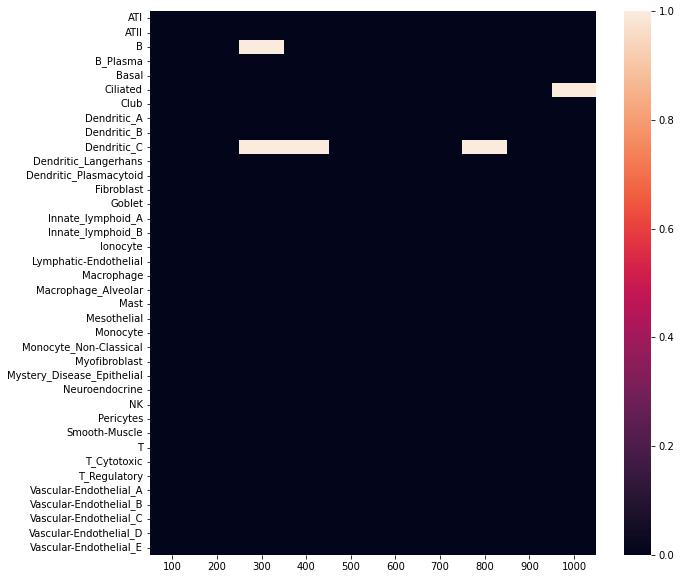 ATI
ATII
B
B_Plasma
Basal
Ciliated
Club
Dendritic_A
Dendritic_B
Dendritic_C
Dendritic_Langerhans
Dendritic_Plasmacytoid
Fibroblast
Goblet
Innate_lymphoid_A
Innate_lymphoid_B
Ionocyte
Lymphatic-Endothelial
Macrophage
Macrophage_Alveolar
Mast
Mesothelial
Monocyte
Monocyte_Non-Classical
Myofibroblast
Mystery_Disease_Epithelial
Neuroendocrine
NK
Pericytes
Smooth-Muscle
T
T_Cytotoxic
T_Regulatory
Vascular-Endothelial_A
Vascular-Endothelial_B
Vascular-Endothelial_C
Vascular-Endothelial_D
Vascular-Endothelial_E
100 200 300 400 500 600 700 800 900 1000
1.0
0.8
0.6
0.4
0.2
0.0